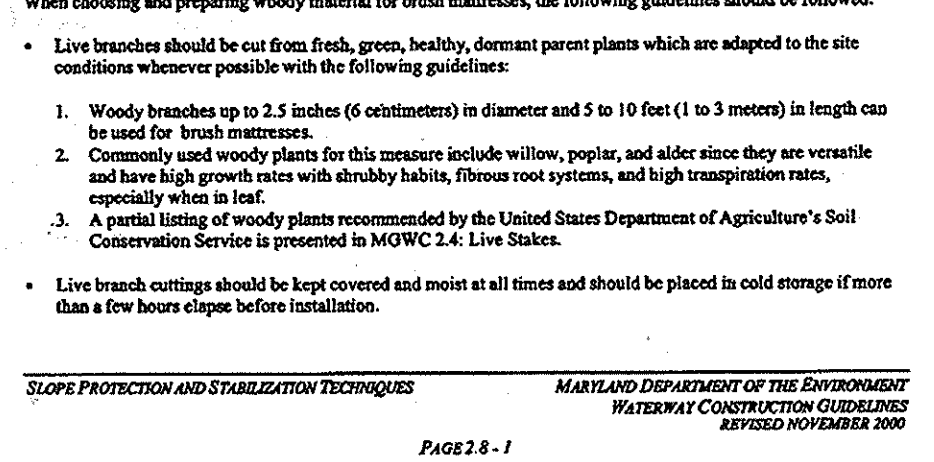 When choosing and preparing woody material for brush mattresses, the following guidelines should be followed:
• Live branches should be cut from fresh, green, healthy, dormant parent plants which are adapted to the site
conditions whenever possible with the following guidelines:
1. Woody branches up to 2.5 inches (6 centimeters) in diameter and 5 to 10 feet (1 to 3 meters) in length can
be used for brush mattresses.
2. Commonly used woody plants for this measure include willow, poplar, and alder since they are versatile
and have high growth rates with shrubby habits, fibrous root systems, and high transpiration rates,
especially when in leaf.
3. A partial listing of woody plants recommended by the United States Department of Agriculture's Soil
Conservation Service is presented in MGWC 2.4: Live Stakes.
• Live branch cuttings should be kept covered and moist at all times and should be placed in cold storage if more
than a few hours elapse before installation.
SLOPE PROTECTION AND STABILIZATION TECHNIQUES
MARYLAND DEPARTMENT OF THE ENVIRONMENT
WATERWAY CONSTRUCTION GUIDELINES
REVISED NOVEMBER 2000
PAGE 2.8 - 1